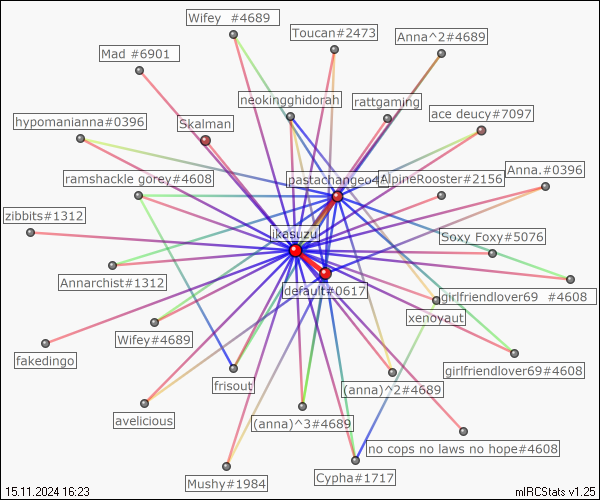 Wifey  #4689
Toucan#2473
Anna^2#4689
Mad #6901
neokingghidorah
rattgaming
ace deucy#7097
hypomanianna#0396
Skalman
ramshackle gorey#4608
pastachangeo4
AlpineRooster#2156
Anna.#0396
zibbits#1312
ikasuzu
Soxy Foxy#5076
Annarchist#1312
default#0617
girlfriendlover69  #4608
xenoyaut
Wifey#4689
fakedingo
frisout
(anna)^2#4689
girlfriendlover69#4608
avelicious
(anna)^3#4689
no cops no laws no hope#4608
Mushy#1984
Cypha#1717
15.11.2024 16:23
mIRCStats v1.25